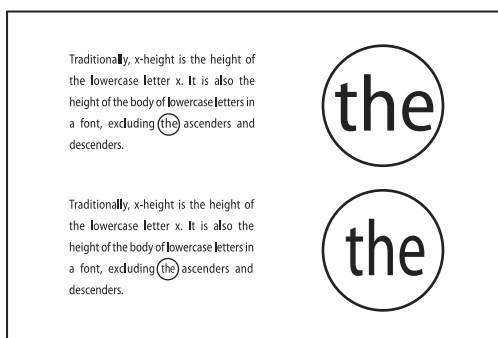 Traditionally, x-height is the height of
the lowercase letter x. It is also the
height of the body of lowercase letters in
a font, excluding the ascenders and
descenders.
the
Traditionally, x-height is the height of
the lowercase letter x. It is also the
height of the body of lowercase letters in
a font, excluding the ascenders and
descenders.
the